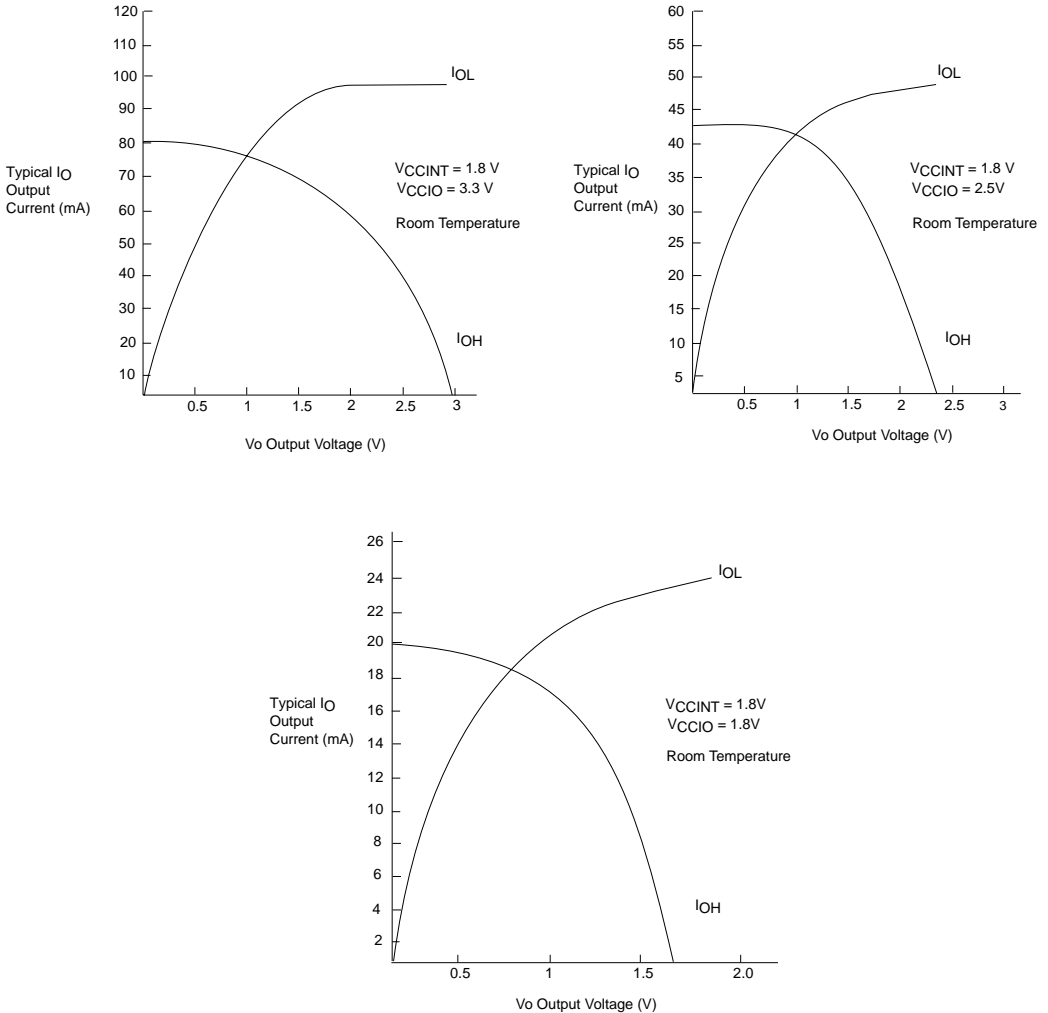 120
110
100
90
80
70
60
50
40
30
20
10
Typical IO
Output
Current (mA)
IOL
VCCINT = 1.8 V
VCCIO = 3.3 V
Room Temperature
IOH
0.5 1 1.5 2 2.5 3
Vo Output Voltage (V)
60
55
50
45
40
35
30
25
20
15
10
5
Typical IO
Output
Current (mA)
IOL
VCCINT = 1.8 V
VCCIO = 2.5V
Room Temperature
IOH
0.5 1 1.5 2 2.5 3
Vo Output Voltage (V)
26
24
22
20
18
16
14
12
10
8
6
4
2
Typical IO
Output
Current (mA)
IOL
VCCINT = 1.8V
VCCIO = 1.8V
Room Temperature
IOH
0.5 1 1.5 2.0
Vo Output Voltage (V)